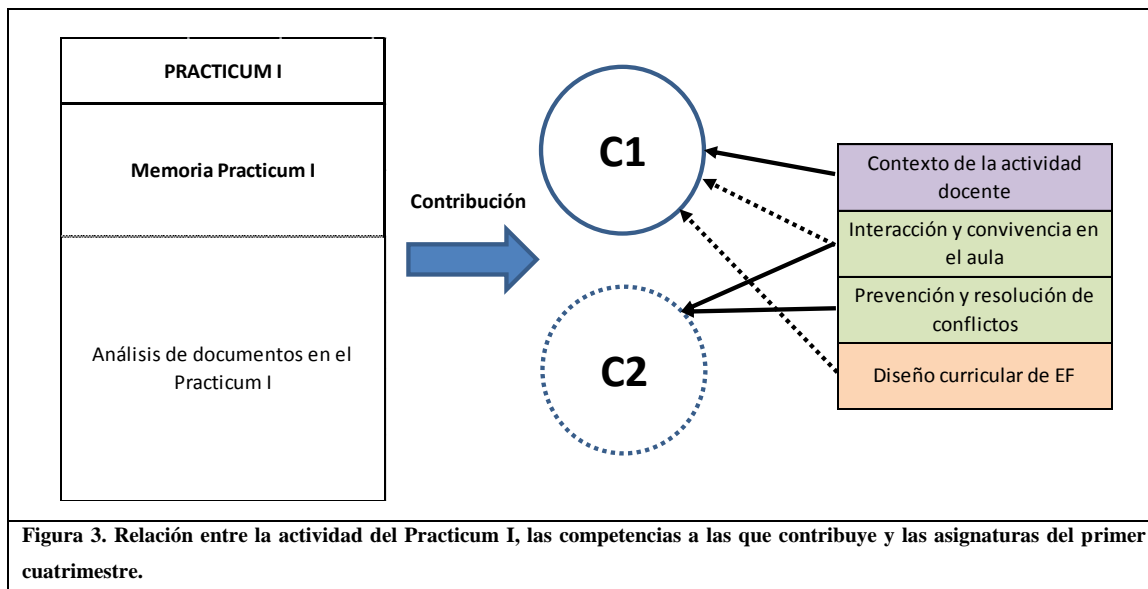 PRACTICUM I
Memoria Practicum I
Análisis de documentos en el
Practicum I
Contribución
C1
C2
Contexto de la actividad
docente
Interacción y convivencia en
el aula
Prevención y resolución de
conflictos
Diseño curricular de EF
Figura 3. Relación entre la actividad del Practicum I, las competencias a las que contribuye y las asignaturas del primer
cuatrimestre.